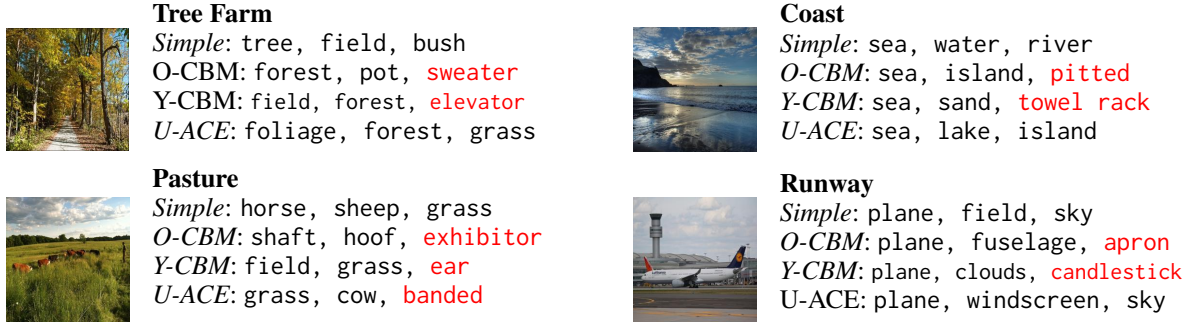 Tree Farm
Simple: tree, field, bush
O-CBM: forest, pot, sweater
Y-CBM: field, forest, elevator
U-ACE: foliage, forest, grass
Coast
Simple: sea, water, river
O-CBM: sea, island, pitted
Y-CBM: sea, sand, towel rack
U-ACE: sea, lake, island
Pasture
Simple: horse, sheep, grass
O-CBM: shaft, hoof, exhibitor
Y-CBM: field, grass, ear
U-ACE: grass, cow, banded
Runway
Simple: plane, field, sky
O-CBM: plane, fuselage, apron
Y-CBM: plane, clouds, candlestick
U-ACE: plane, windscreen, sky